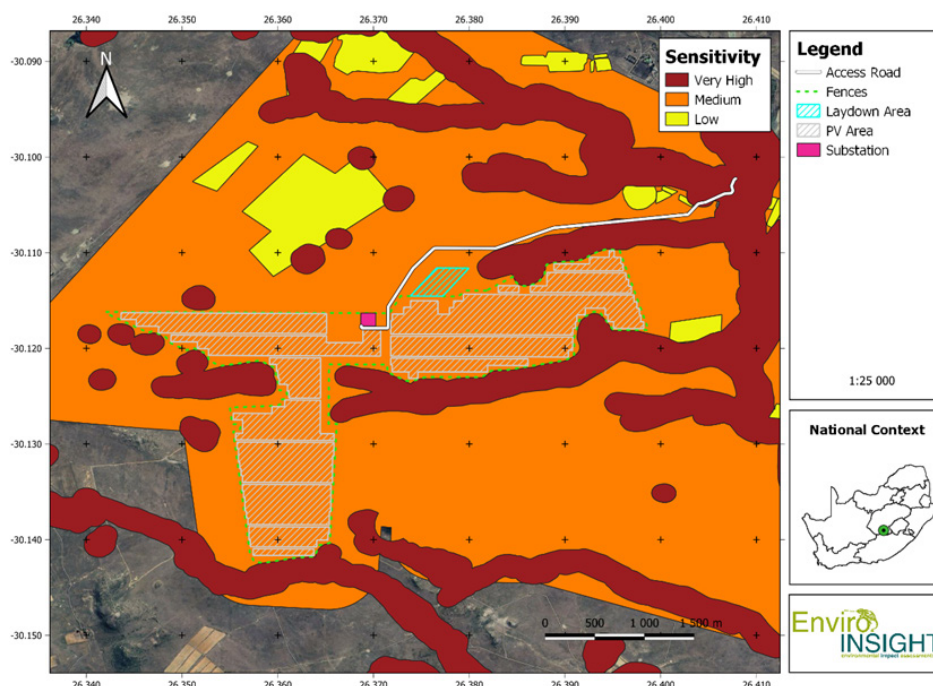 26.340 26.350 26.360 26.370 26.380 26.390 26.400 26.410
-30.090
-30.100
-30.110
-30.120
-30.130
-30.140
-30.150
N
Sensitivity
Very High
Medium
Low
0 500 1 000 1 500 m
26.340 26.350 26.360 26.370 26.380 26.390 26.400 26.410
Legend
Access Road
Fences
Laydown Area
PV Area
Substation
1:25 000
National Context
Enviro
INSIGHT
environmental impact assessments